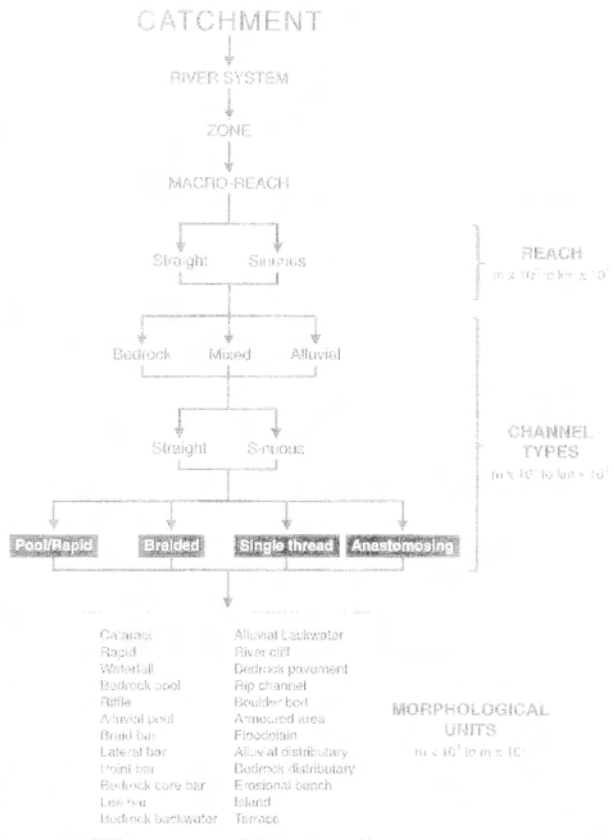 CATCHMENT
RIVER SYSTEM
ZONE
MACRO-REACH
Straight Sinuous
REACH
Bedrock Mixed Alluvial
Straight Sinuous
CHANNEL
TYPES
Pool/Rapid Braided Single thread Anastomosing
Cataract Alluvial backwater
Rapid River cliff
Waterfall Bedrock pavement
Bedrock pool Rip channel
Riffle Boulder bed
Alluvial pool Armoured area
Braid bar Floodplain
Lateral bar Alluvial distributary
Point bar Bedrock distributary
Bedrock core bar Erosional bench
Lee bar Island
Bedrock backwater Terrace
MORPHOLOGICAL
UNITS